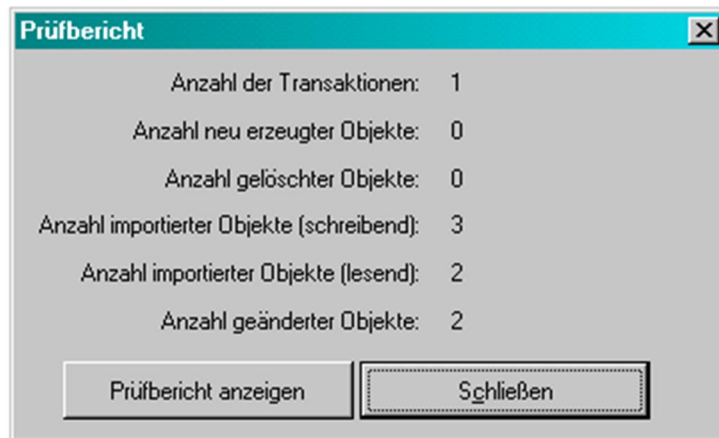 Prüfbericht
Anzahl der Transaktionen: 1
Anzahl neu erzeugter Objekte: 0
Anzahl gelöschter Objekte: 0
Anzahl importierter Objekte (schreibend): 3
Anzahl importierter Objekte (lesend): 2
Anzahl geänderter Objekte: 2
Prüfbericht anzeigen Schließen